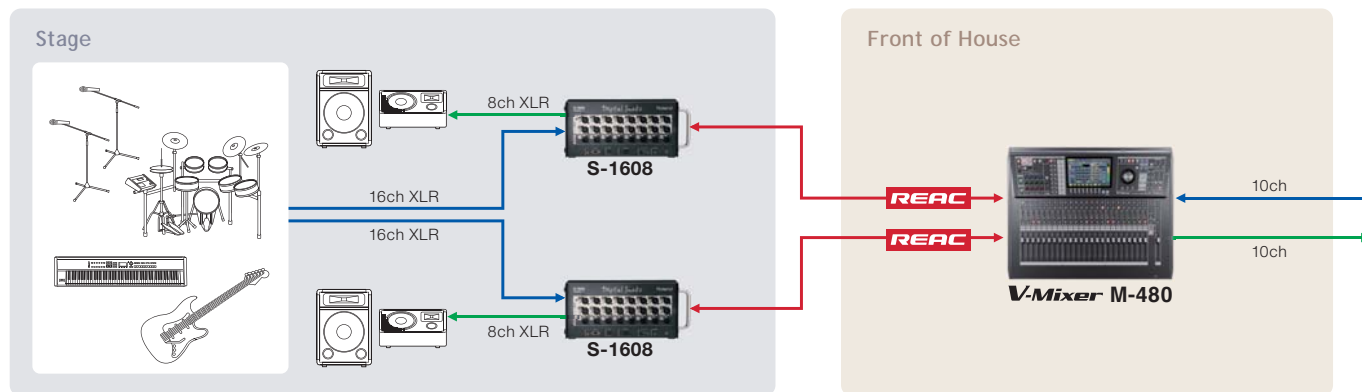 Stage
Front of House
8ch XLR
S-1608
16ch XLR
16ch XLR
8ch XLR
S-1608
REAC
REAC
10ch
10ch
V-Mixer M-480